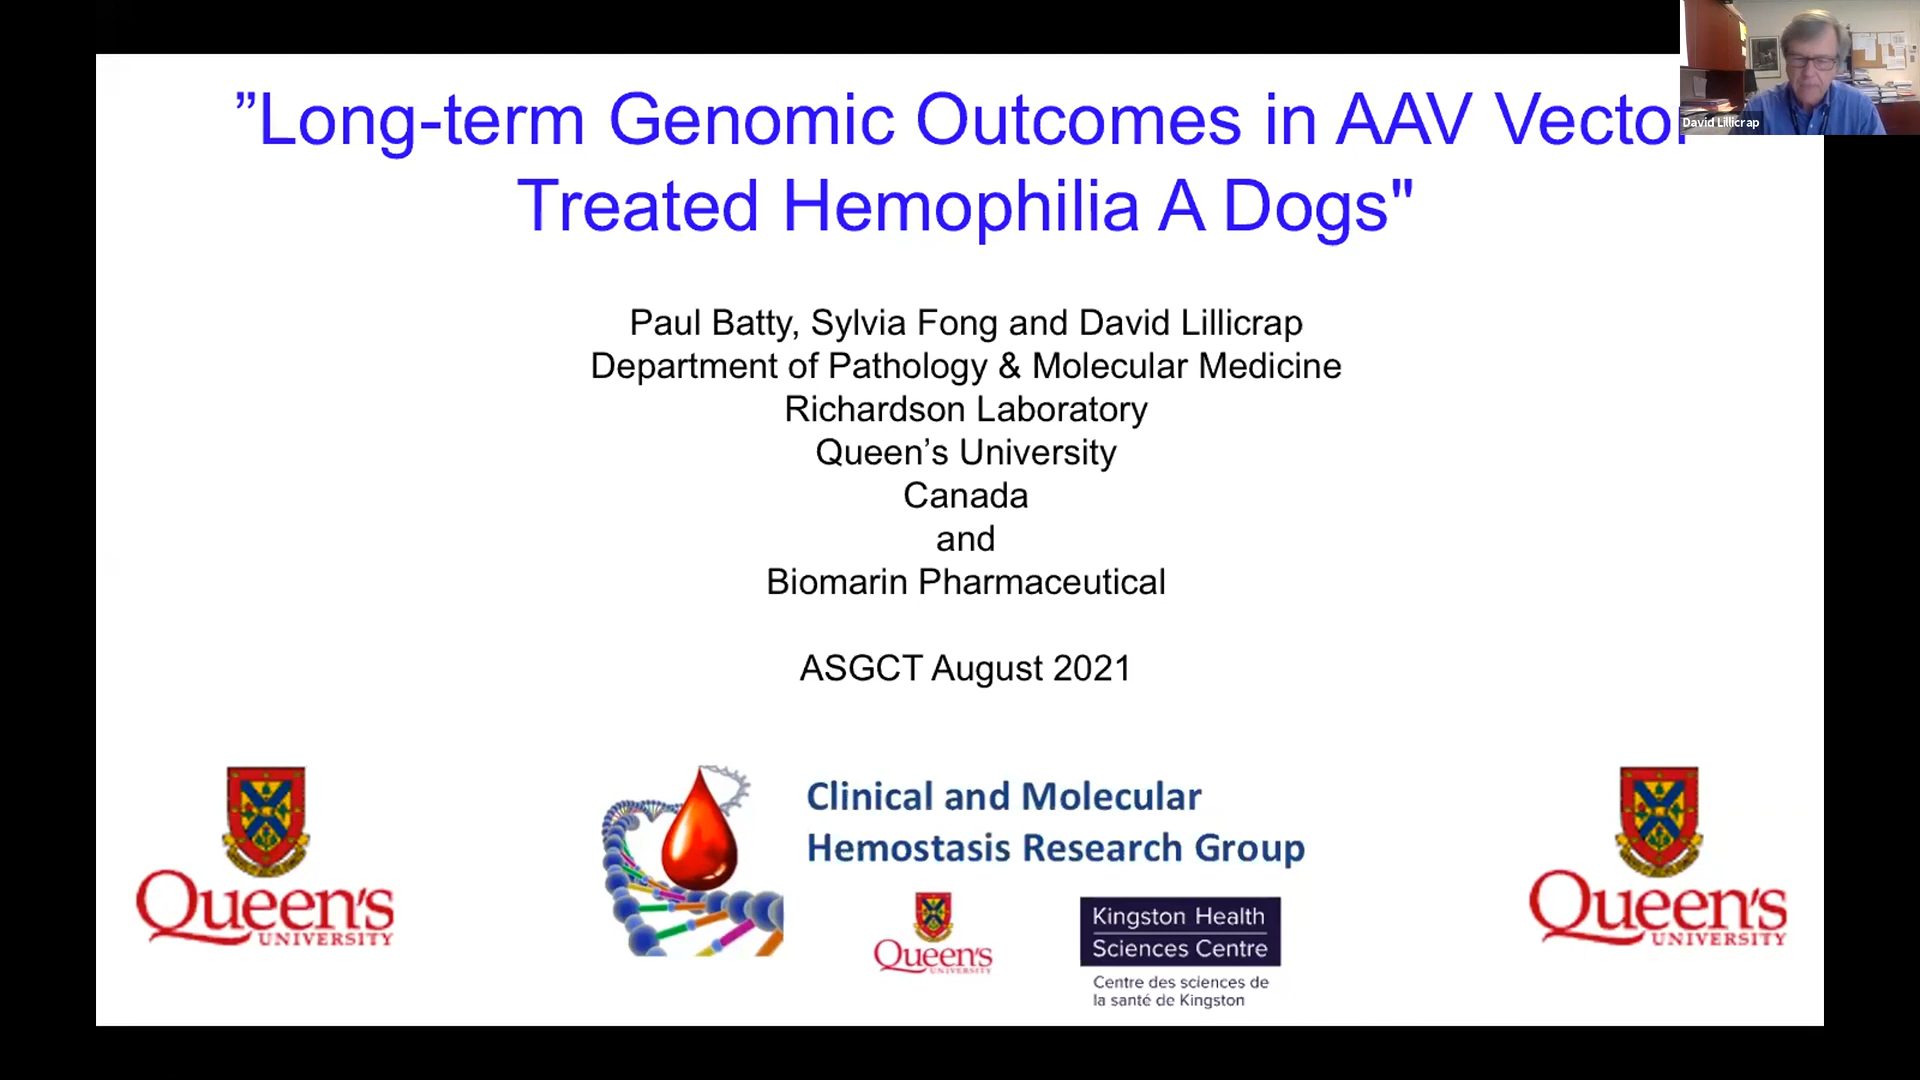 ”Long-term Genomic Outcomes in AAV Vector
Treated Hemophilia A Dogs"
David Lillicrap
Paul Batty, Sylvia Fong and David Lillicrap
Department of Pathology & Molecular Medicine
Richardson Laboratory
Queen’s University
Canada
and
Biomarin Pharmaceutical
ASGCT August 2021
Queen's
UNIVERSITY
Clinical and Molecular
Hemostasis Research Group
Queen's
UNIVERSITY
Kingston Health
Sciences Centre
Centre des sciences de
la santé de Kingston
Queen's
UNIVERSITY